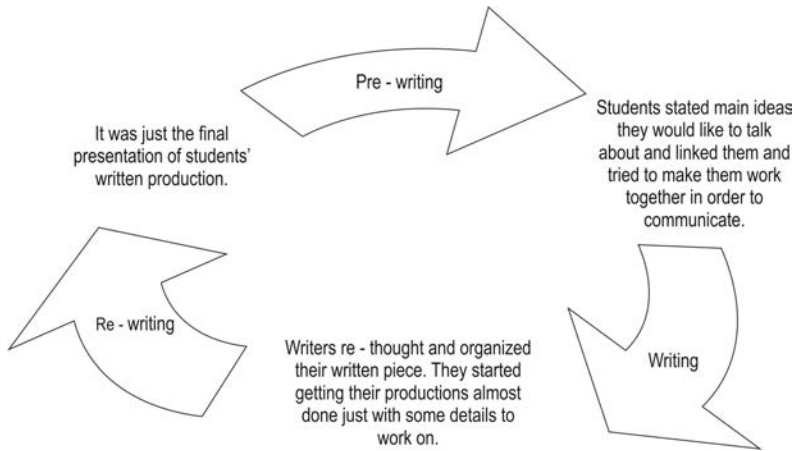 Pre - writing
Students stated main ideas
they would like to talk
about and linked them and
tried to make them work
together in order to
communicate.
Writing
Writers re - thought and organized
their written piece. They started
getting their productions almost
done just with some details to
work on.
Re - writing
It was just the final
presentation of students’
written production.